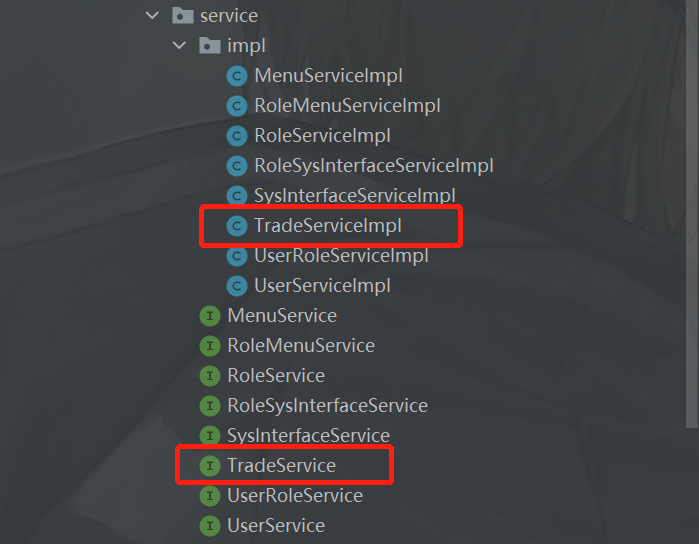 service
impl
MenuServiceImpl
RoleMenuServiceImpl
RoleServiceImpl
RoleSysInterfaceServiceImpl
SysInterfaceServiceImpl
TradeServiceImpl
UserRoleServiceImpl
UserServiceImpl
MenuService
RoleMenuService
RoleService
RoleSysInterfaceService
SysInterfaceService
TradeService
UserRoleService
UserService